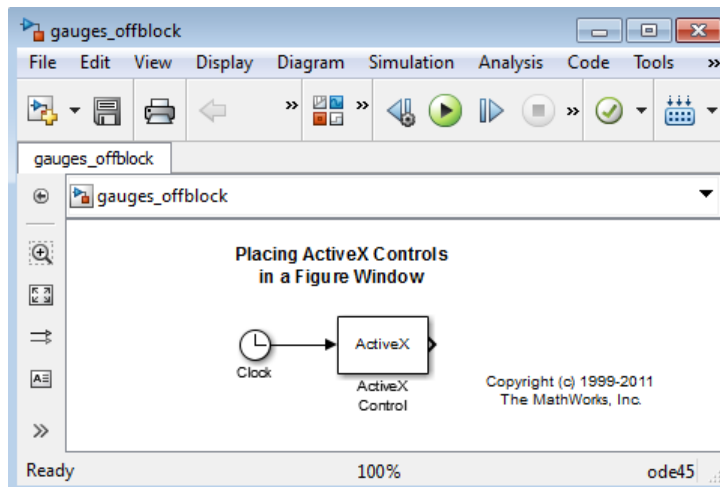 gauges_offblock
File Edit View Display Diagram Simulation Analysis Code Tools »
» » »
gauges_offblock
gauges_offblock
Placing ActiveX Controls
in a Figure Window
ActiveX
Clock
ActiveX
Control
Copyright (c) 1999-2011
The MathWorks, Inc.
A
»
Ready 100% ode45